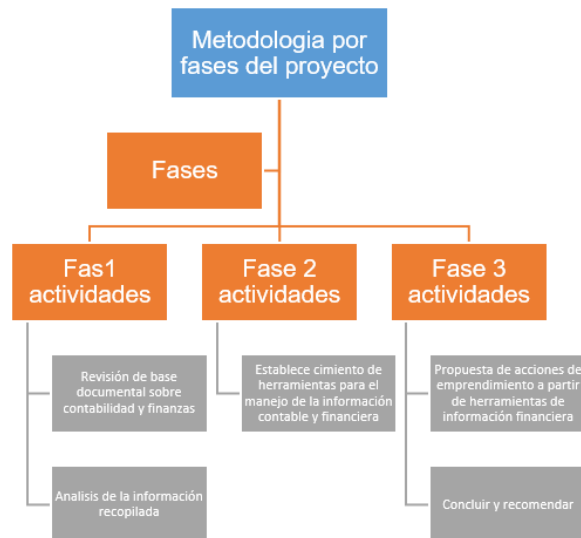 Metodologia por
fases del proyecto
Fases
Fas1
actividades
Fase 2
actividades
Fase 3
actividades
Revisión de base
documental sobre
contabilidad y finanzas
Establece cimiento de
herramientas para el
manejo de la información
contable y financiera
Propuesta de acciones de
emprendimiento a partir
de herramientas de
información financiera
Analisis de la información
recopilada
Concluir y recomendar